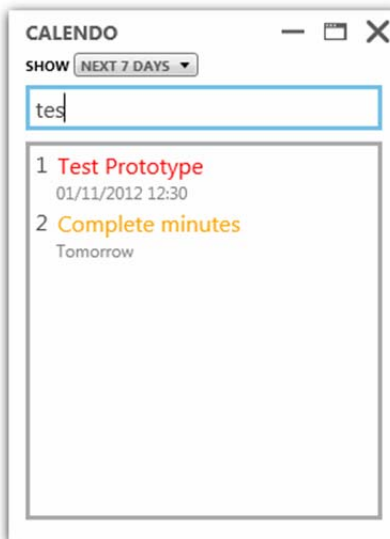 CALENDO
SHOW NEXT 7 DAYS
tes
1 Test Prototype
01/11/2012 12:30
2 Complete minutes
Tomorrow